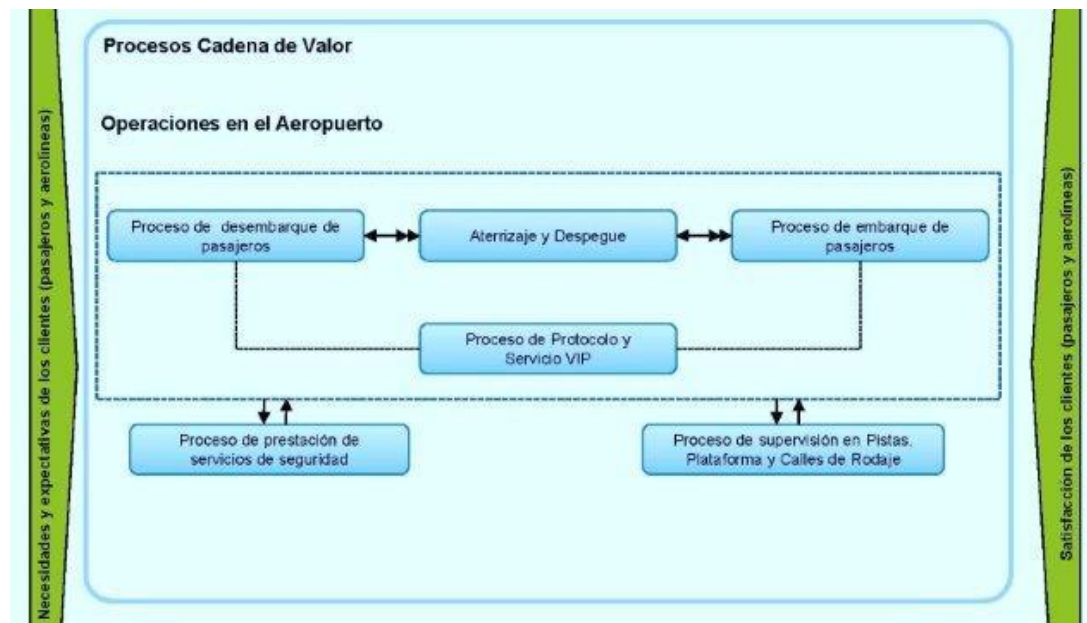 Necesidades y expectativas de los clientes (pasajeros y aerolíneas)
Procesos Cadena de Valor
Operaciones en el Aeropuerto
Proceso de desembarque de
pasajeros
Aterrizaje y Despegue
Proceso de embarque de
pasajeros
Proceso de Protocolo y
Servicio VIP
Proceso de prestación de
servicios de seguridad
Proceso de supervisión en Pistas,
Plataforma y Calles de Rodaje
Satisfacción de los clientes (pasajeros y aerolíneas)